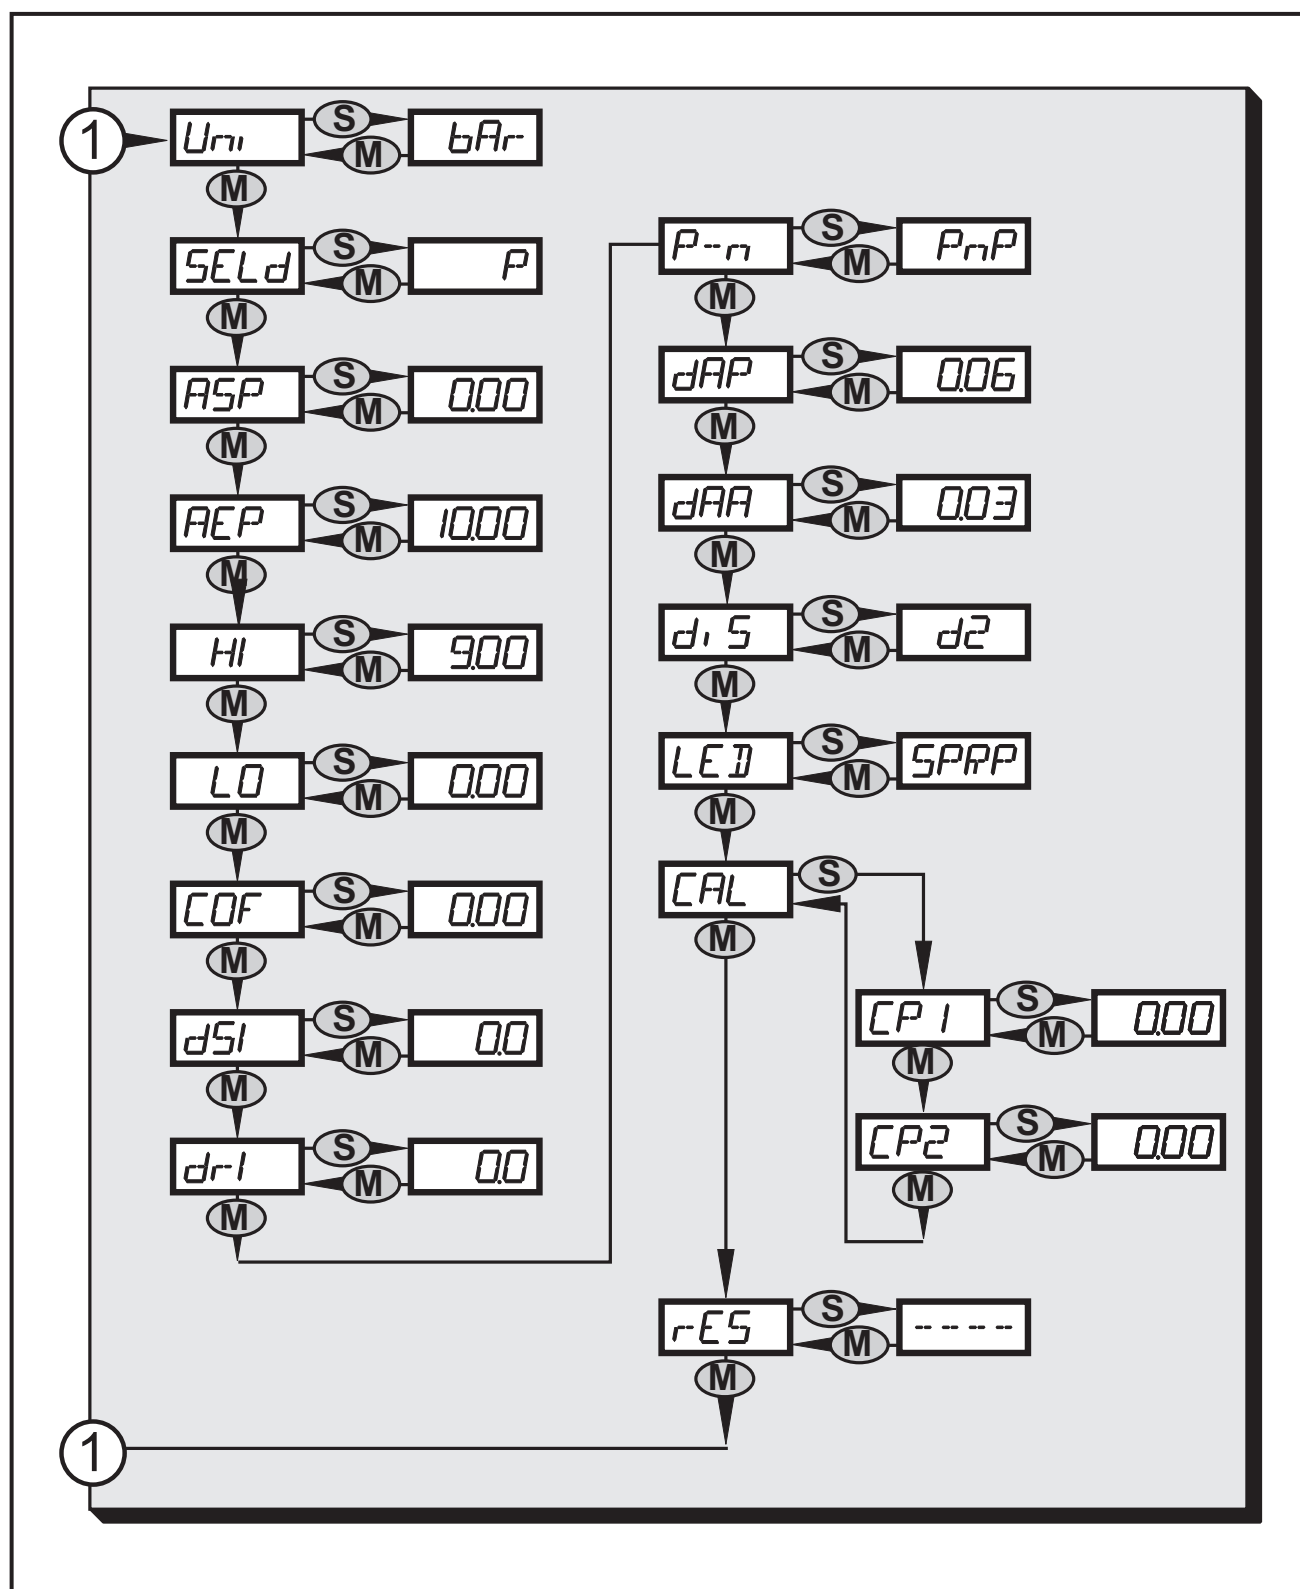 1 Uni S bAr
M
M
SELd S P
M
M
ASP S 0.00
M
M
AEP S 10.00
M
M
HI S 9.00
M
M
LO S 0.00
M
M
COF S 0.00
M
M
dS1 S 0.0
M
M
dr1 S 0.0
M
M
P-n S PnP
M
M
dAP S 0.06
M
M
dAA S 0.03
M
M
diS S d2
M
M
LED S
M
M
CAL S
M
CP1 S 0.00
M
M
CP2 S 0.00
M
M
rES S ----
M
M
1